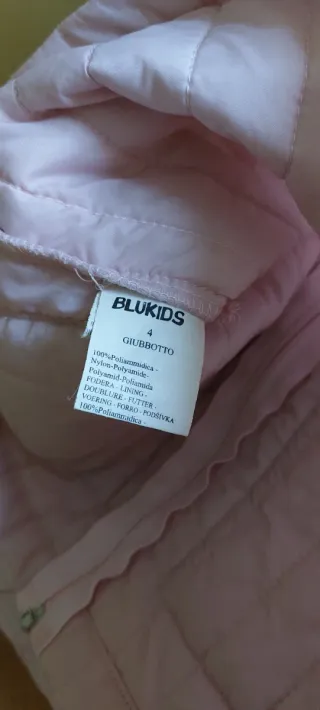 BLUKIDS
4
GIUBBOTTO
100%Poliammidica -
Nylon-Polyamide-
Polyamid-Poliamida
FODERA - LINING -
DOUBLURE - FUTTER -
VOERING - FORRO - PODŠIVKA
100%Poliammidica -